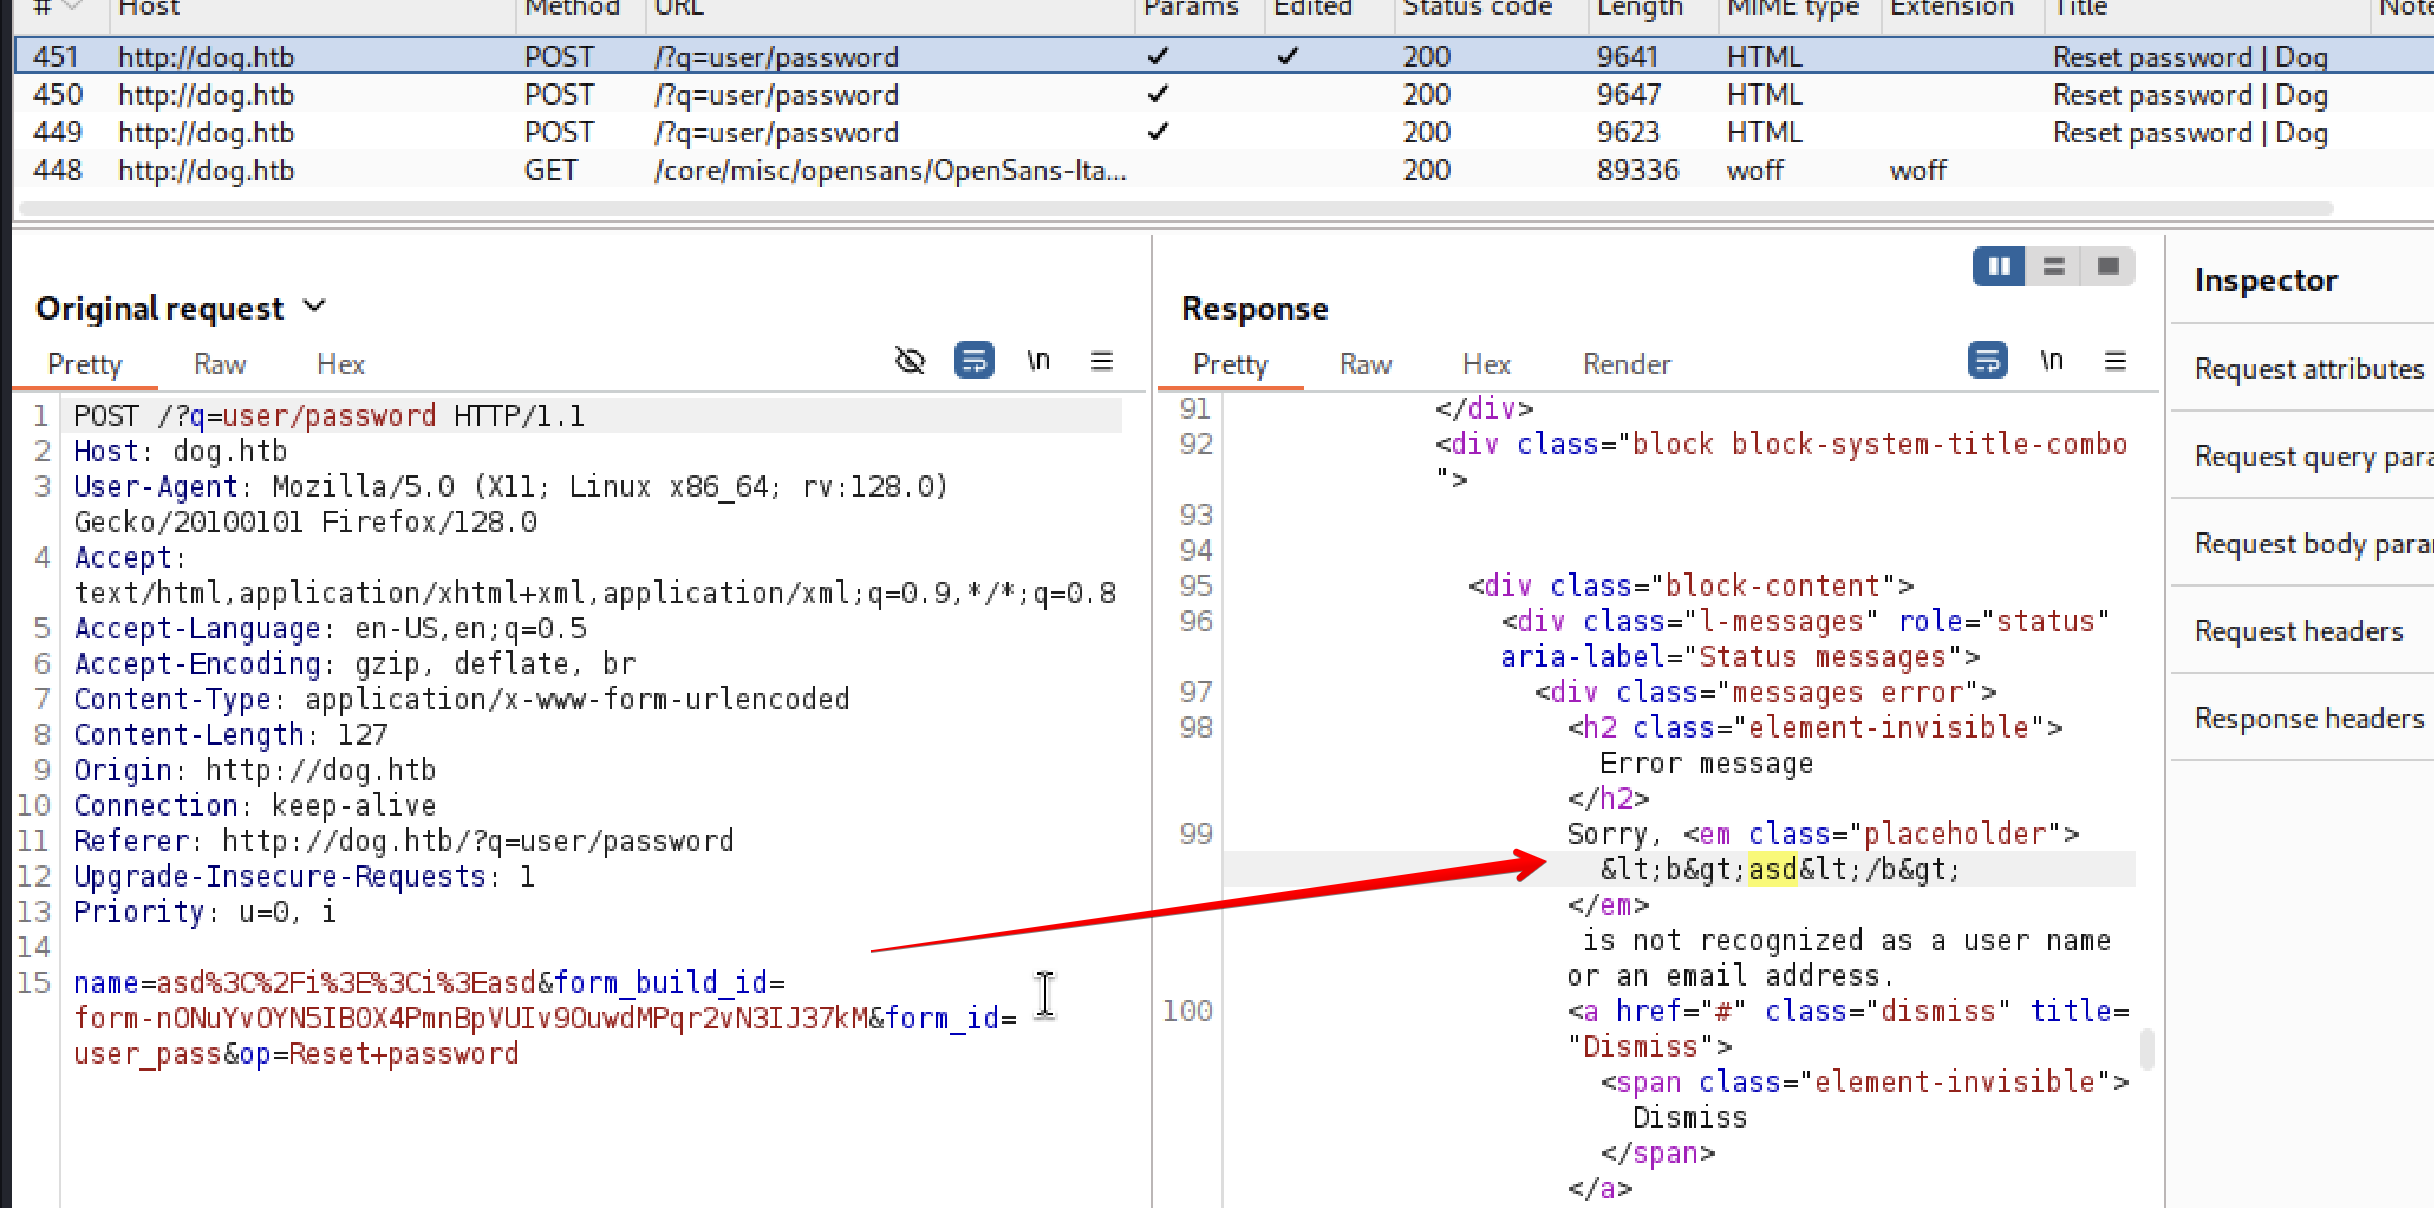 # Host Method URL Params Edited Status code Length MIME type Extension Title Note
451 http://dog.htb POST /?q=user/password ✓ ✓ 200 9641 HTML Reset password | Dog
450 http://dog.htb POST /?q=user/password ✓ 200 9647 HTML Reset password | Dog
449 http://dog.htb POST /?q=user/password ✓ 200 9623 HTML Reset password | Dog
448 http://dog.htb GET /core/misc/opensans/OpenSans-Ita... 200 89336 woff woff
Original request
Pretty Raw Hex \n
1 POST /?q=user/password HTTP/1.1
2 Host: dog.htb
3 User-Agent: Mozilla/5.0 (X11; Linux x86_64; rv:128.0)
Gecko/20100101 Firefox/128.0
4 Accept:
text/html,application/xhtml+xml,application/xml;q=0.9,*/*;q=0.8
5 Accept-Language: en-US,en;q=0.5
6 Accept-Encoding: gzip, deflate, br
7 Content-Type: application/x-www-form-urlencoded
8 Content-Length: 127
9 Origin: http://dog.htb
10 Connection: keep-alive
11 Referer: http://dog.htb/?q=user/password
12 Upgrade-Insecure-Requests: 1
13 Priority: u=0, i
14
15 name=asd%3C%2Fi%3E%3Ci%3Easd&form_build_id=
form-nONuYvOYN5IB0X4PmnBpVUIv9OuwdMPqr2vN3IJ37kM&form_id=
user_pass&op=Reset+password
Response
Pretty Raw Hex Render \n
91 </div>
92 <div class="block block-system-title-combo
">
93
94
95 <div class="block-content">
96 <div class="l-messages" role="status"
aria-label="Status messages">
97 <div class="messages error">
98 <h2 class="element-invisible">
Error message
</h2>
99 Sorry, <em class="placeholder">
&lt;b&gt;asd&lt;/b&gt;
</em>
is not recognized as a user name
or an email address.
100 <a href="#" class="dismiss" title=
"Dismiss">
<span class="element-invisible">
Dismiss
</span>
</a>
Inspector
Request attributes
Request query para
Request body para
Request headers
Response headers